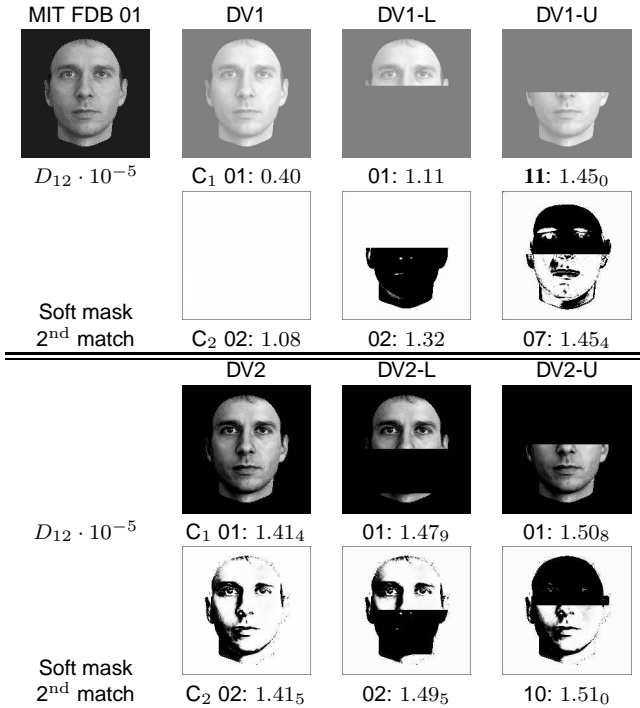 MIT FDB 01 DV1 DV1-L DV1-U
D₁₂ · 10⁻⁵ C₁ 01: 0.40 01: 1.11 11: 1.45₀
Soft mask
2ⁿᵈ match C₂ 02: 1.08 02: 1.32 07: 1.45₄
DV2 DV2-L DV2-U
D₁₂ · 10⁻⁵ C₁ 01: 1.41₄ 01: 1.47₉ 01: 1.50₈
Soft mask
2ⁿᵈ match C₂ 02: 1.41₅ 02: 1.49₅ 10: 1.51₀